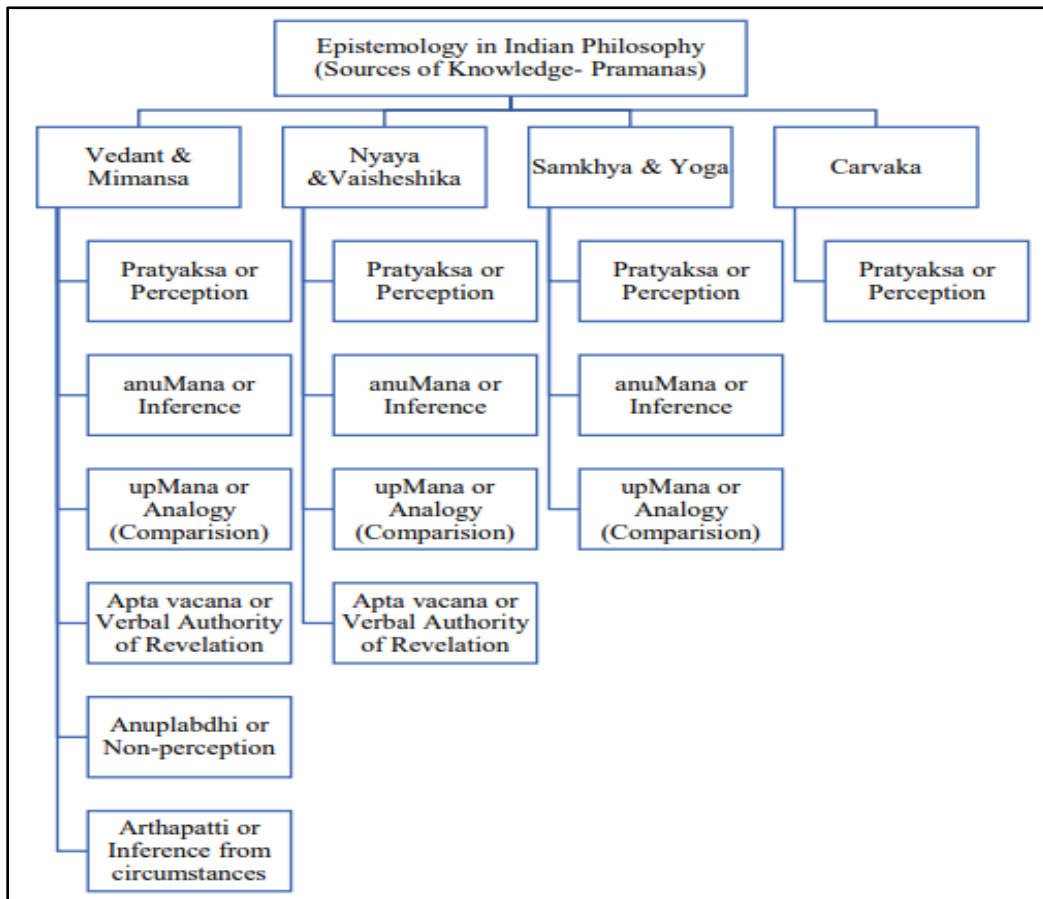 Epistemology in Indian Philosophy
(Sources of Knowledge- Pramanas)
Vedant &
Mimansa
Nyaya
&Vaisheshika
Samkhya & Yoga
Carvaka
Pratyaksa or
Perception
Pratyaksa or
Perception
Pratyaksa or
Perception
Pratyaksa or
Perception
anuMana or
Inference
anuMana or
Inference
anuMana or
Inference
upMana or
Analogy
(Comparision)
upMana or
Analogy
(Comparision)
upMana or
Analogy
(Comparision)
Apta vacana or
Verbal Authority
of Revelation
Apta vacana or
Verbal Authority
of Revelation
Anuplabdhi or
Non-perception
Arthapatti or
Inference from
circumstances